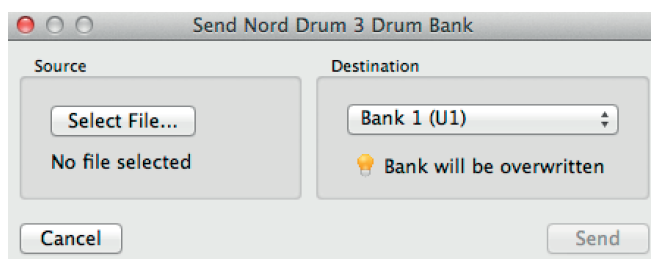 Send Nord Drum 3 Drum Bank
Source
Select File...
No file selected
Destination
Bank 1 (U1)
Bank will be overwritten
Cancel
Send